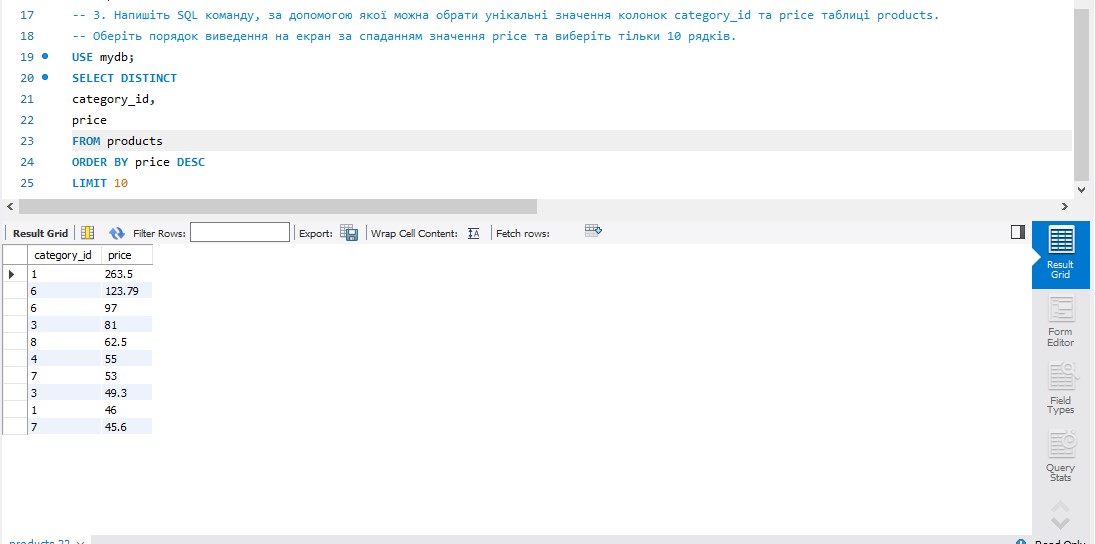 17 -- 3. Напишіть SQL команду, за допомогою якої можна обрати унікальні значення колонок category_id та price таблиці products.
18 -- Оберіть порядок виведення на екран за спаданням значення price та виберіть тільки 10 рядків.
19 USE mydb;
20 SELECT DISTINCT
21 category_id,
22 price
23 FROM products
24 ORDER BY price DESC
25 LIMIT 10
Result Grid Filter Rows: Export: Wrap Cell Content: Fetch rows:
category_id price
1 263.5
6 123.79
6 97
3 81
8 62.5
4 55
7 53
3 49.3
1 46
7 45.6
Result
Grid
Form
Editor
Field
Types
Query
Stats
products 22
Read Only